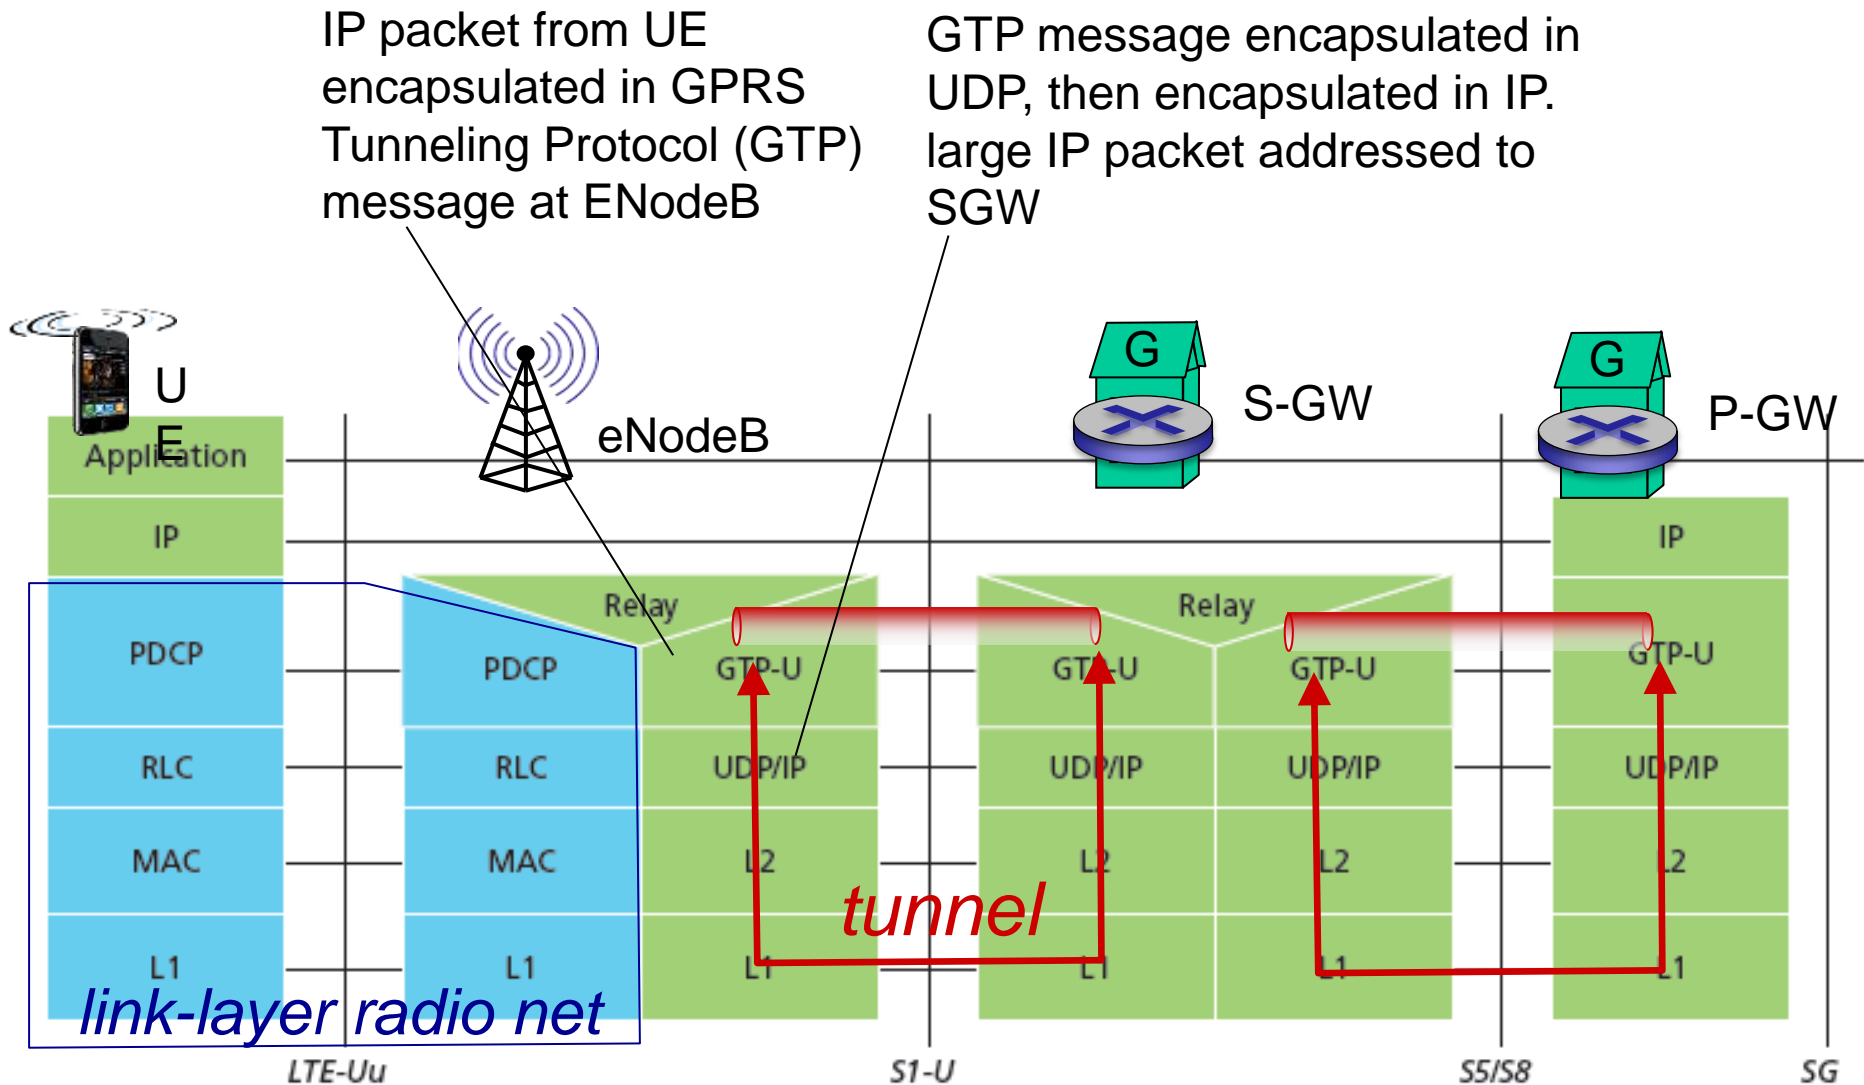 IP packet from UE
encapsulated in GPRS
Tunneling Protocol (GTP)
message at ENodeB
GTP message encapsulated in
UDP, then encapsulated in IP.
large IP packet addressed to
SGW
U
E
eNodeB
G
S-GW
G
P-GW
Application
IP
IP
Relay
Relay
PDCP
PDCP
GTP-U
GTP-U
GTP-U
GTP-U
RLC
RLC
UDP/IP
UDP/IP
UDP/IP
UDP/IP
MAC
MAC
L2
L2
L2
L2
tunnel
L1
L1
L1
L1
L1
L1
link-layer radio net
LTE-Uu
S1-U
S5/S8
SG